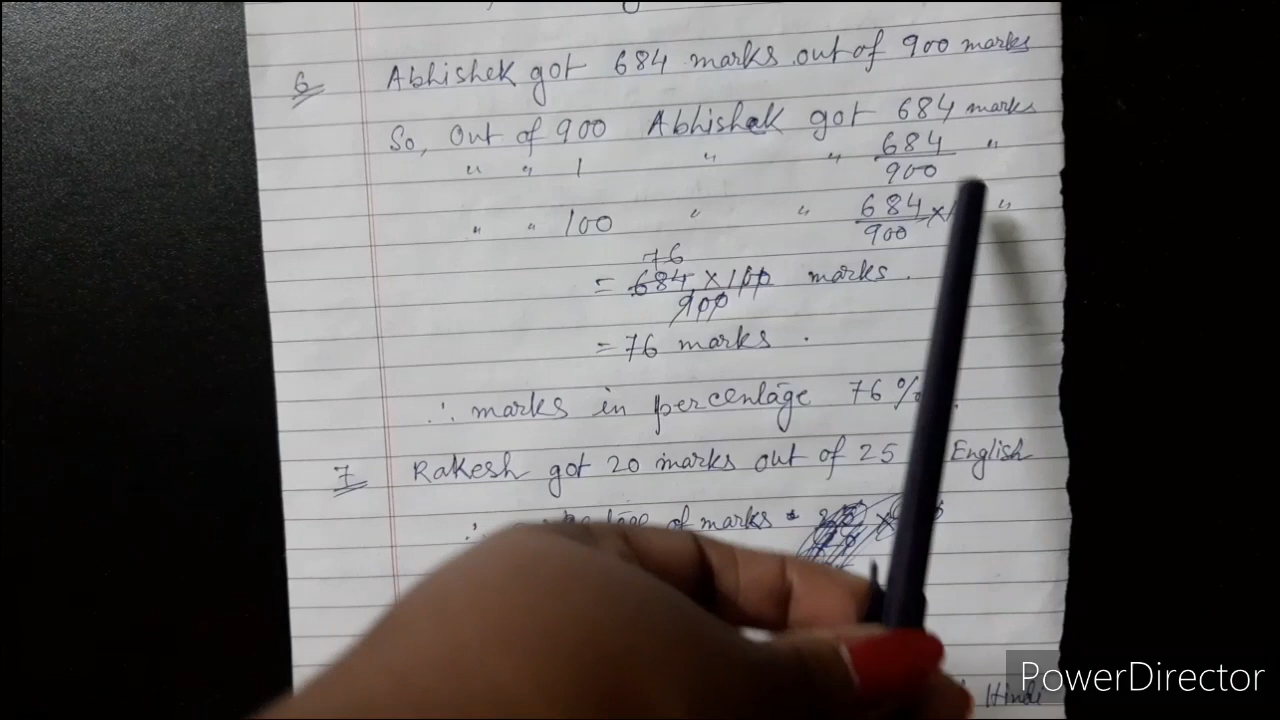 6 Abhishek got 684 marks out of 900 marks
So, Out of 900 Abhishek got 684 marks
" " 1 " " 684/900 "
" " 100 " " 684/900 × "
76
= 684 × 100 / 900 marks.
= 76 marks.
∴ marks in percentage 76%.
7 Rakesh got 20 marks out of 25 English
∴ of marks
Hindi
PowerDirector